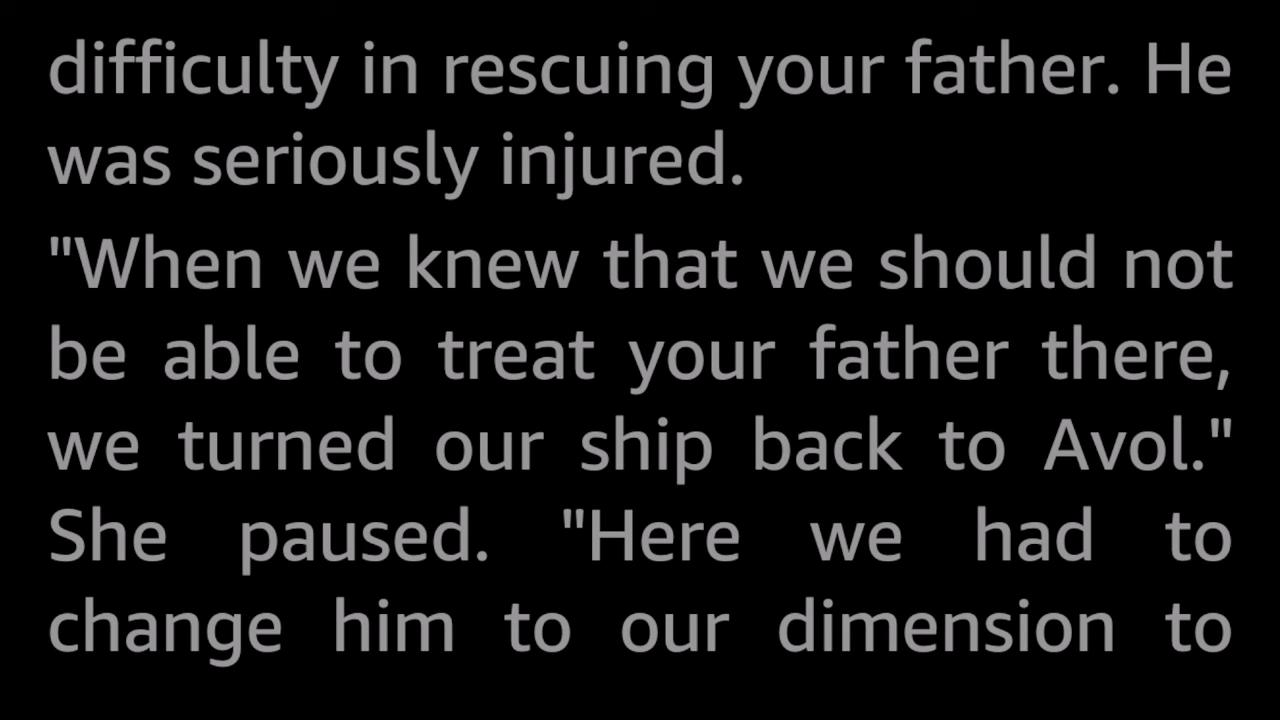 difficulty in rescuing your father. He
was seriously injured.
"When we knew that we should not
be able to treat your father there,
we turned our ship back to Avol."
She paused. "Here we had to
change him to our dimension to